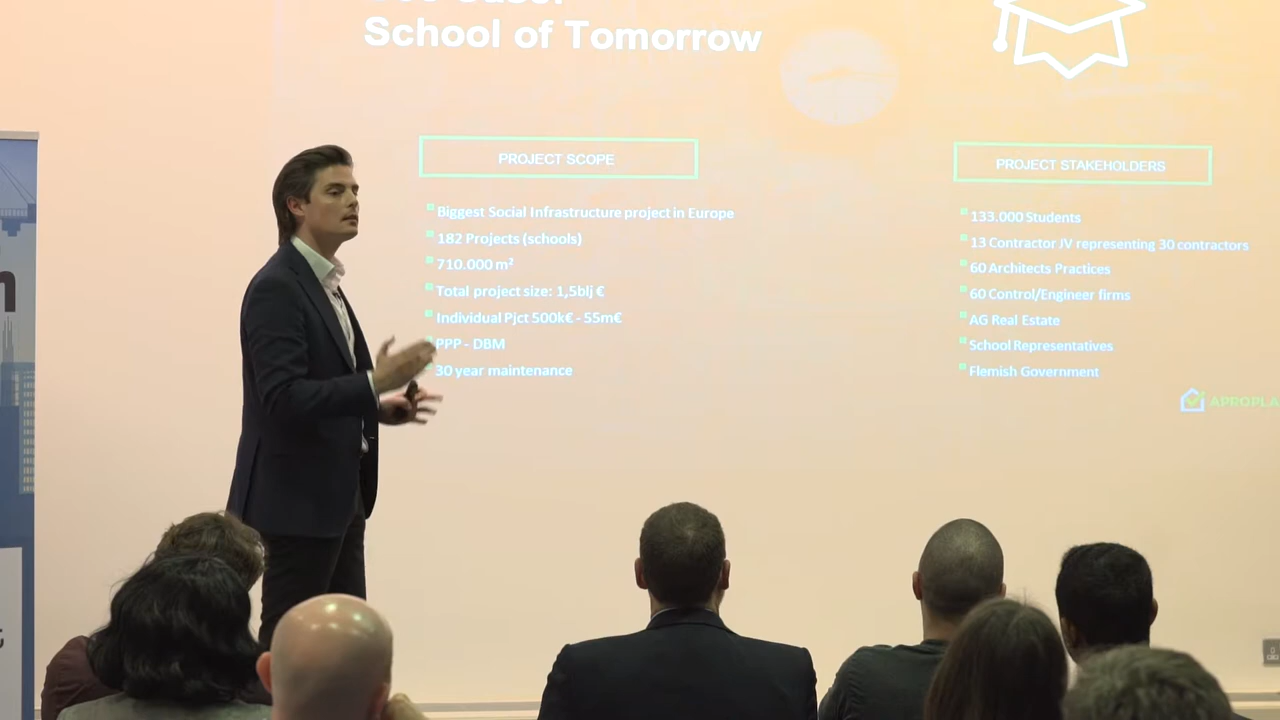 School of Tomorrow
PROJECT SCOPE
Biggest Social Infrastructure project in Europe
182 Projects (schools)
710.000 m²
Total project size: 1,5blj €
Individual Pjct 500k€ - 55m€
PPP - DBM
30 year maintenance
PROJECT STAKEHOLDERS
133.000 Students
13 Contractor JV representing 30 contractors
60 Architects Practices
60 Control/Engineer firms
AG Real Estate
School Representatives
Flemish Government
APROPLA